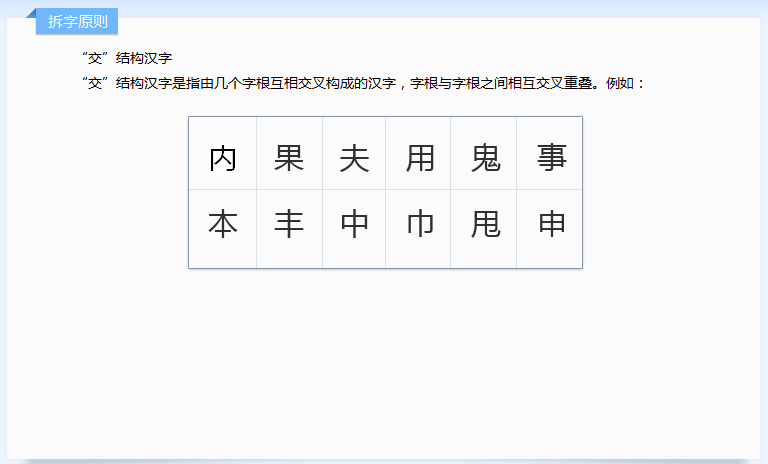 拆字原则
“交”结构汉字
“交”结构汉字是指由几个字根互相交叉构成的汉字，字根与字根之间相互交叉重叠。例如：
内 果 夫 用 鬼 事
本 丰 中 巾 甩 申